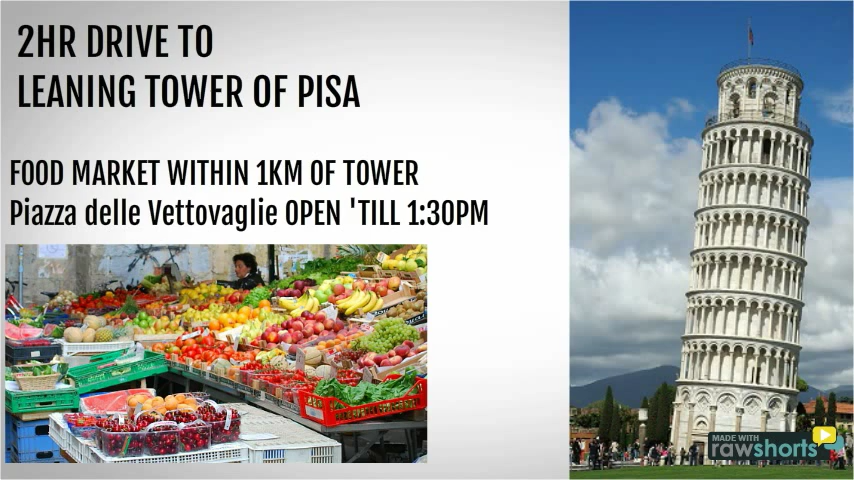 2HR DRIVE TO
LEANING TOWER OF PISA
FOOD MARKET WITHIN 1KM OF TOWER
Piazza delle Vettovaglie OPEN 'TILL 1:30PM
MADE WITH
rawshorts